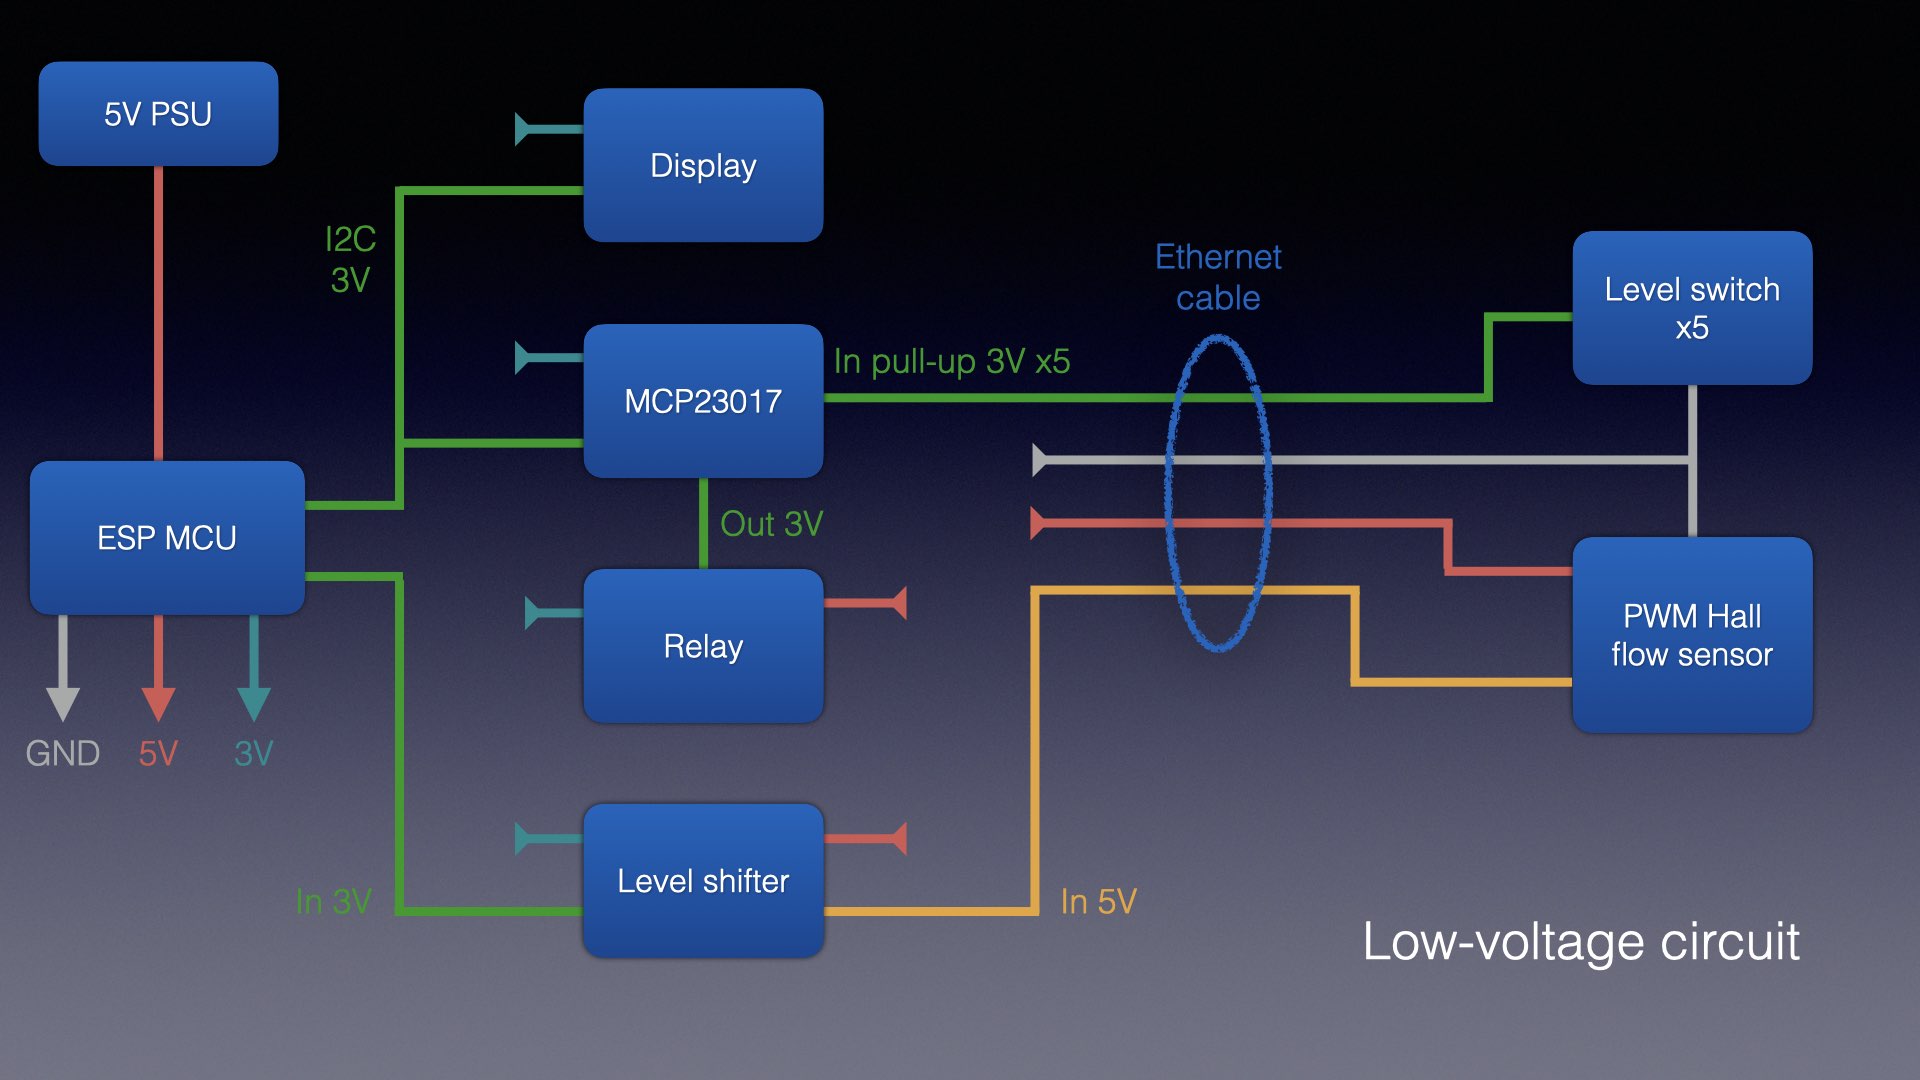 5V PSU
Display
I2C
3V
Ethernet
cable
Level switch
x5
MCP23017
In pull-up 3V x5
ESP MCU
Out 3V
Relay
PWM Hall
flow sensor
GND
5V
3V
Level shifter
In 3V
In 5V
Low-voltage circuit